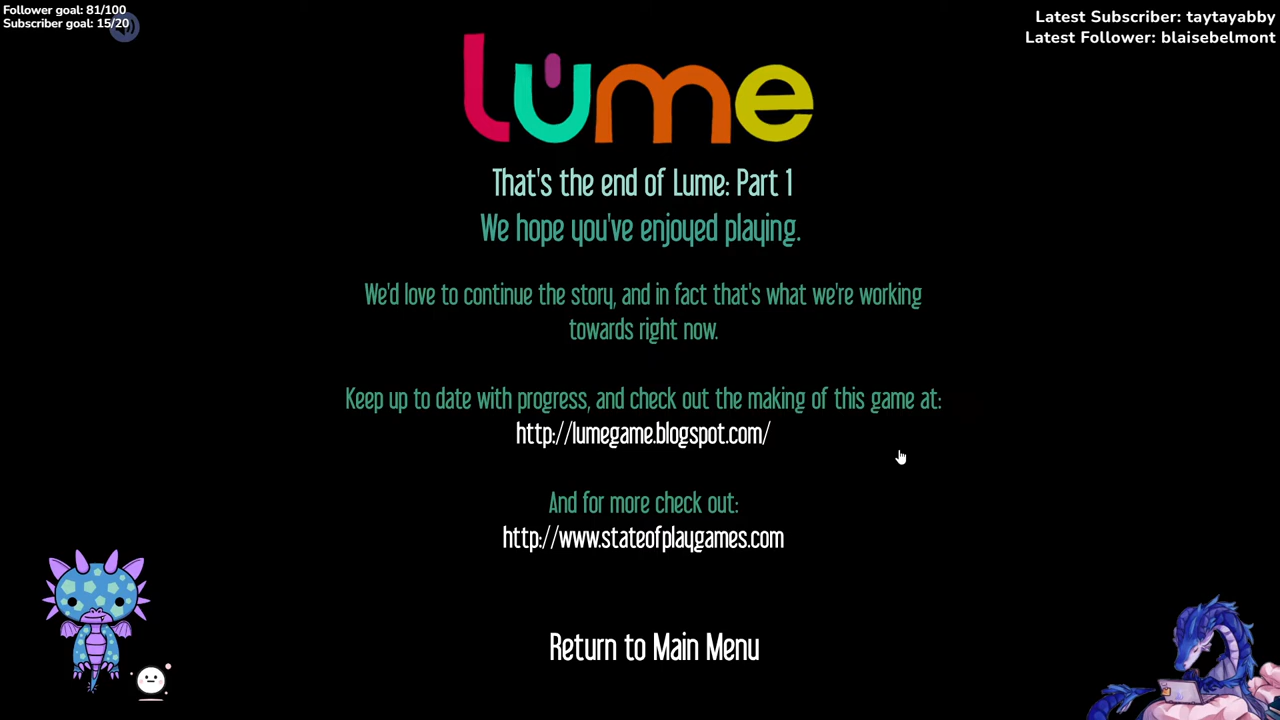 Follower goal: 81/100
Subscriber goal: 15/20
Latest Subscriber: taytayabby
Latest Follower: blaisebelmont
lume
That's the end of Lume: Part 1
We hope you've enjoyed playing.
We'd love to continue the story, and in fact that's what we're working
towards right now.
Keep up to date with progress, and check out the making of this game at:
http://lumegame.blogspot.com/
And for more check out:
http://www.stateofplaygames.com
Return to Main Menu